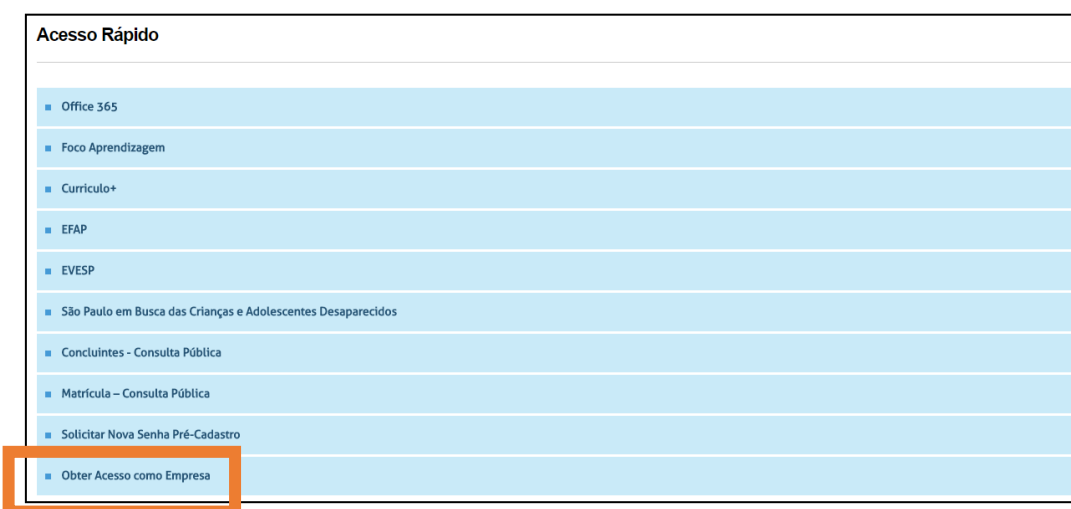 Acesso Rápido
Office 365
Foco Aprendizagem
Curriculo+
EFAP
EVESP
São Paulo em Busca das Crianças e Adolescentes Desaparecidos
Concluintes - Consulta Pública
Matrícula – Consulta Pública
Solicitar Nova Senha Pré-Cadastro
Obter Acesso como Empresa